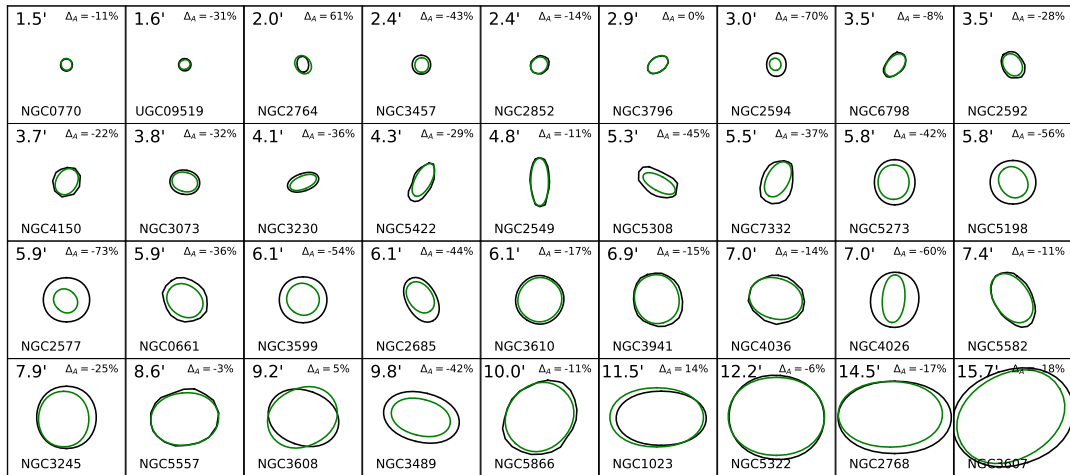 1.5' Δ_A = -11%
NGC0770
1.6' Δ_A = -31%
UGC09519
2.0' Δ_A = 61%
NGC2764
2.4' Δ_A = -43%
NGC3457
2.4' Δ_A = -14%
NGC2852
2.9' Δ_A = 0%
NGC3796
3.0' Δ_A = -70%
NGC2594
3.5' Δ_A = -8%
NGC6798
3.5' Δ_A = -28%
NGC2592
3.7' Δ_A = -22%
NGC4150
3.8' Δ_A = -32%
NGC3073
4.1' Δ_A = -36%
NGC3230
4.3' Δ_A = -29%
NGC5422
4.8' Δ_A = -11%
NGC2549
5.3' Δ_A = -45%
NGC5308
5.5' Δ_A = -37%
NGC7332
5.8' Δ_A = -42%
NGC5273
5.8' Δ_A = -56%
NGC5198
5.9' Δ_A = -73%
NGC2577
5.9' Δ_A = -36%
NGC0661
6.1' Δ_A = -54%
NGC3599
6.1' Δ_A = -44%
NGC2685
6.1' Δ_A = -17%
NGC3610
6.9' Δ_A = -15%
NGC3941
7.0' Δ_A = -14%
NGC4036
7.0' Δ_A = -60%
NGC4026
7.4' Δ_A = -11%
NGC5582
7.9' Δ_A = -25%
NGC3245
8.6' Δ_A = -3%
NGC5557
9.2' Δ_A = 5%
NGC3608
9.8' Δ_A = -42%
NGC3489
10.0' Δ_A = -11%
NGC5866
11.5' Δ_A = 14%
NGC1023
12.2' Δ_A = -6%
NGC5322
14.5' Δ_A = -17%
NGC2768
15.7' Δ_A = -18%
NGC3607